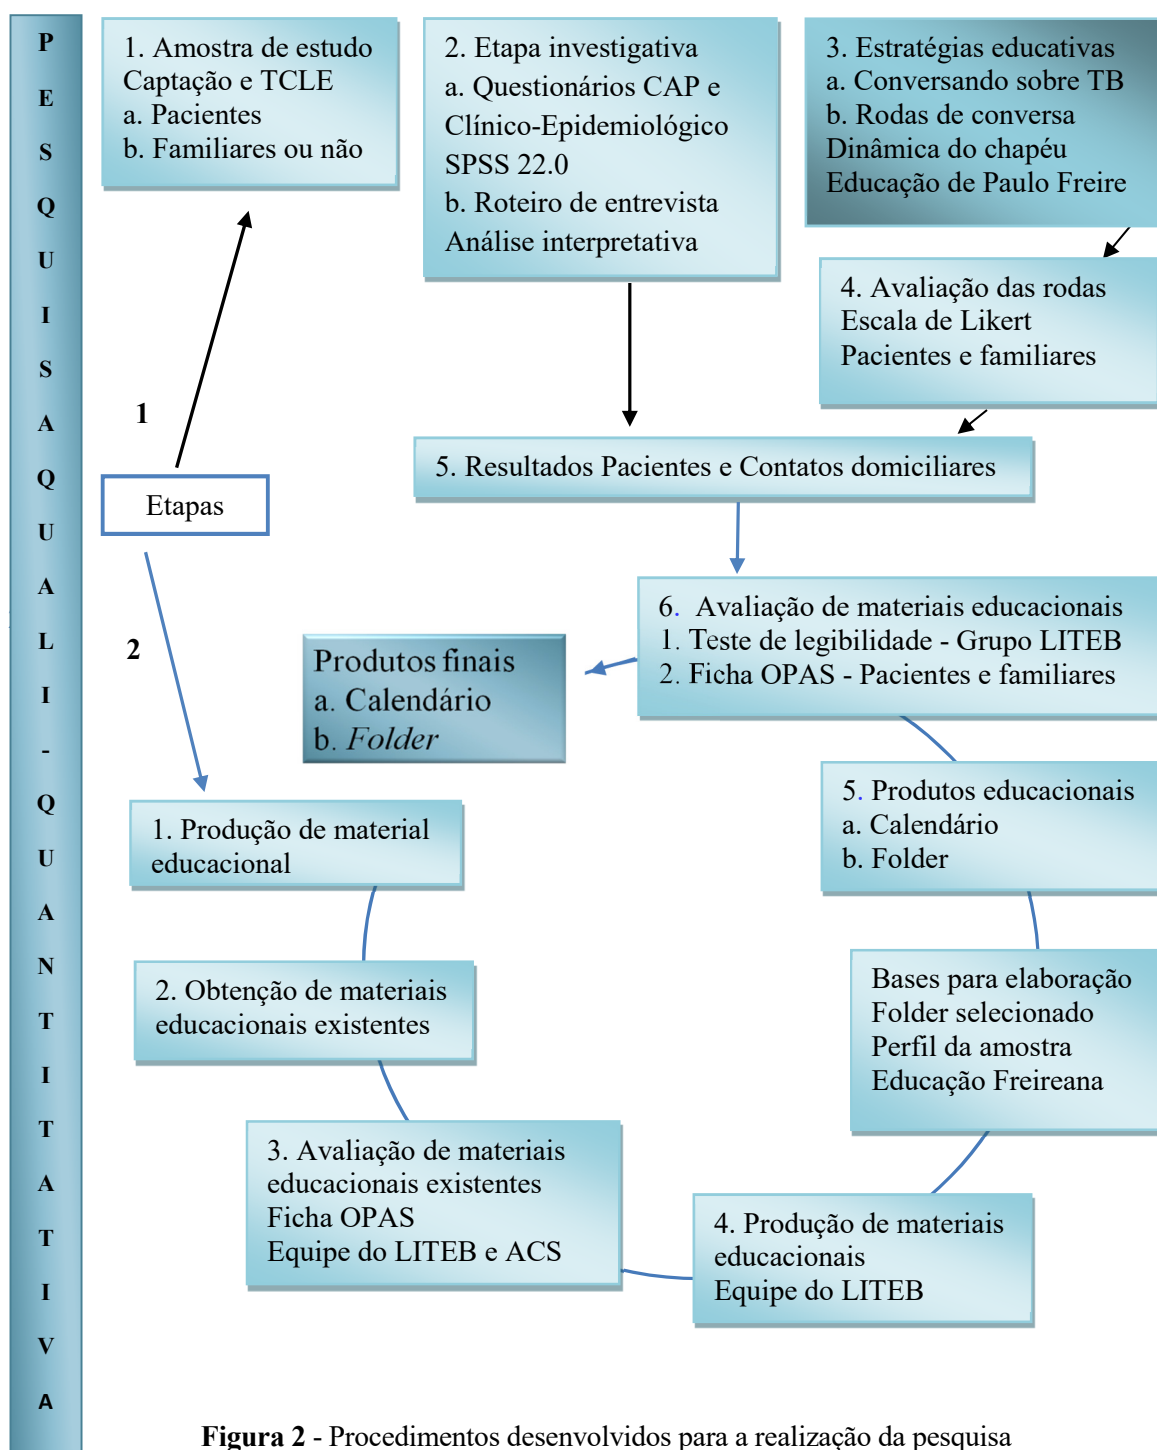 P
E
S
Q
U
I
S
A
Q
U
A
L
I
-
Q
U
A
N
T
I
T
A
T
I
V
A
1. Amostra de estudo
Captação e TCLE
a. Pacientes
b. Familiares ou não
2. Etapa investigativa
a. Questionários CAP e
Clínico-Epidemiológico
SPSS 22.0
b. Roteiro de entrevista
Análise interpretativa
3. Estratégias educativas
a. Conversando sobre TB
b. Rodas de conversa
Dinâmica do chapéu
Educação de Paulo Freire
4. Avaliação das rodas
Escala de Likert
Pacientes e familiares
1
5. Resultados Pacientes e Contatos domiciliares
Etapas
2
6. Avaliação de materiais educacionais
1. Teste de legibilidade - Grupo LITEB
2. Ficha OPAS - Pacientes e familiares
Produtos finais
a. Calendário
b. Folder
1. Produção de material
educacional
2. Obtenção de materiais
educacionais existentes
3. Avaliação de materiais
educacionais existentes
Ficha OPAS
Equipe do LITEB e ACS
4. Produção de materiais
educacionais
Equipe do LITEB
Bases para elaboração
Folder selecionado
Perfil da amostra
Educação Freireana
5. Produtos educacionais
a. Calendário
b. Folder
Figura 2 - Procedimentos desenvolvidos para a realização da pesquisa